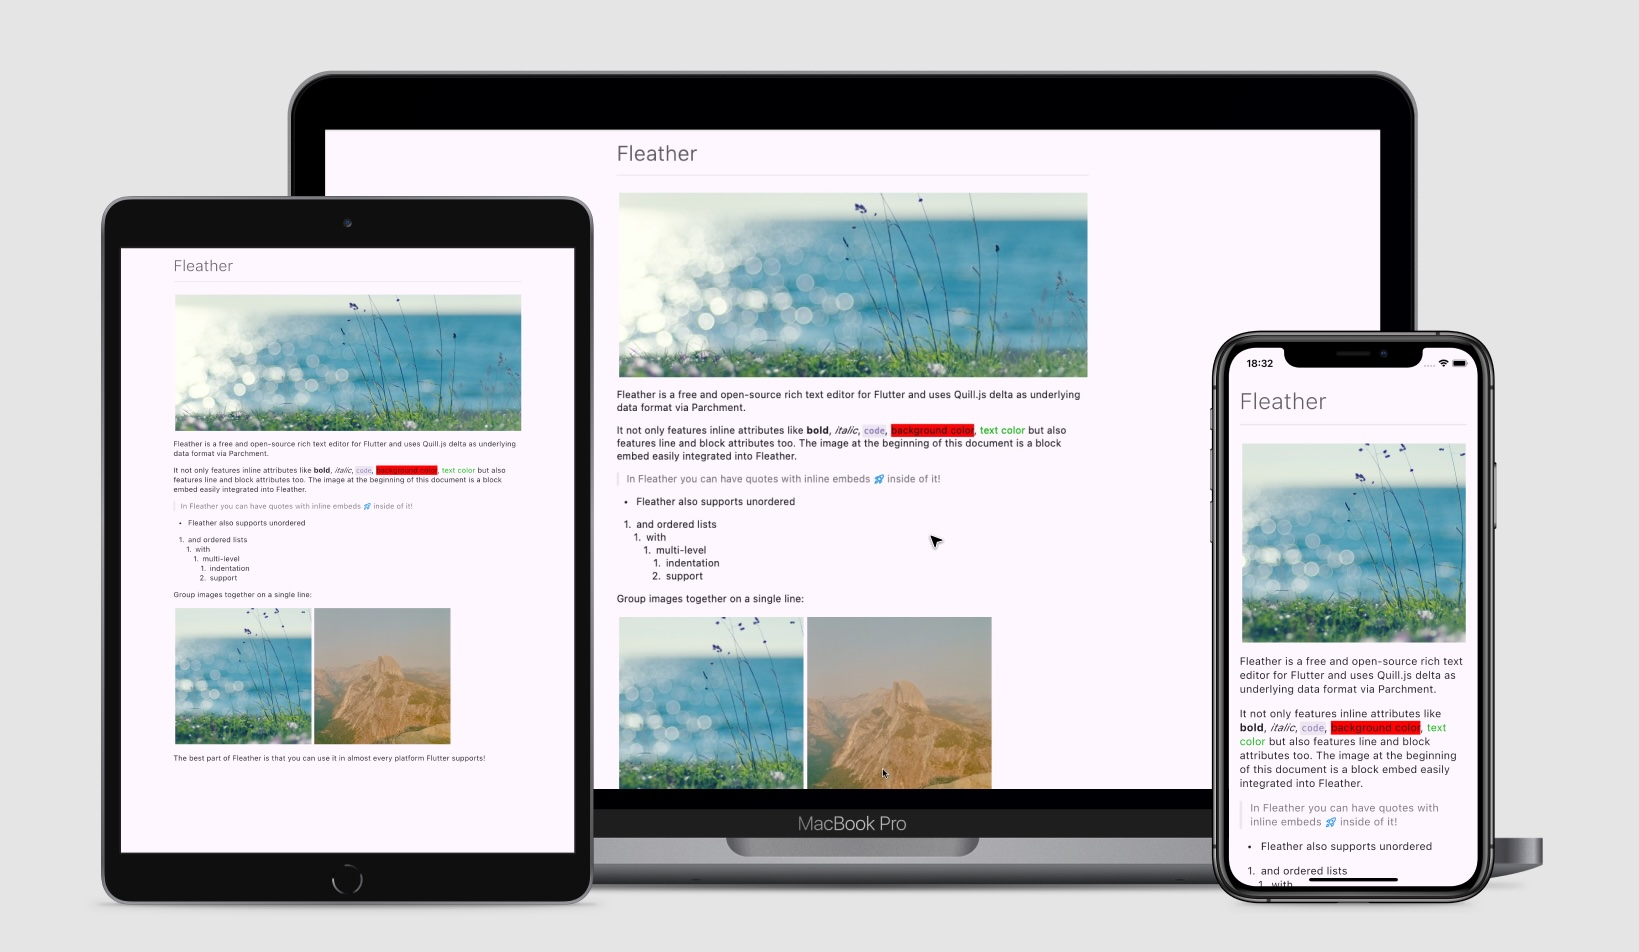 Fleather
Fleather is a free and open-source rich text editor for Flutter and uses Quill.js delta as underlying
data format via Parchment.
It not only features inline attributes like bold, italic, code, background color, text color but also
features line and block attributes too. The image at the beginning of this document is a block
embed easily integrated into Fleather.
In Fleather you can have quotes with inline embeds 🚀 inside of it!
• Fleather also supports unordered
1. and ordered lists
1. with
1. multi-level
1. indentation
2. support
Group images together on a single line:
The best part of Fleather is that you can use it in almost every platform Flutter supports!
Fleather
Fleather is a free and open-source rich text editor for Flutter and uses Quill.js delta as underlying
data format via Parchment.
It not only features inline attributes like bold, italic, code, background color, text color but also
features line and block attributes too. The image at the beginning of this document is a block
embed easily integrated into Fleather.
In Fleather you can have quotes with inline embeds 🚀 inside of it!
• Fleather also supports unordered
1. and ordered lists
1. with
1. multi-level
1. indentation
2. support
Group images together on a single line:
MacBook Pro
18:32
Fleather
Fleather is a free and open-source rich text
editor for Flutter and uses Quill.js delta as
underlying data format via Parchment.
It not only features inline attributes like
bold, italic, code, background color, text
color but also features line and block
attributes too. The image at the beginning
of this document is a block embed easily
integrated into Fleather.
In Fleather you can have quotes with
inline embeds 🚀 inside of it!
• Fleather also supports unordered
1. and ordered lists
1. with